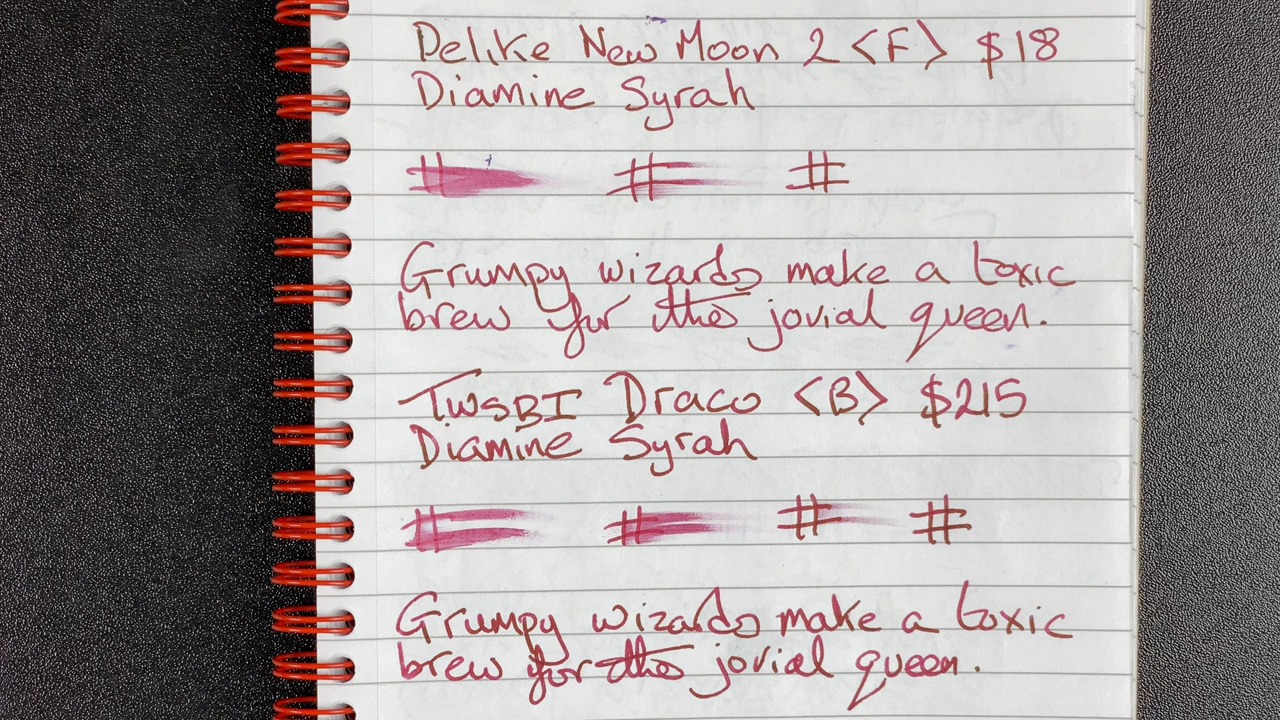 Delike New Moon 2 <F> $18
Diamine Syrah
# # #
Grumpy wizards make a toxic
brew for the jovial queen.
TWSBI Draco <B> $215
Diamine Syrah
# # # #
Grumpy wizards make a toxic
brew for the jovial queen.